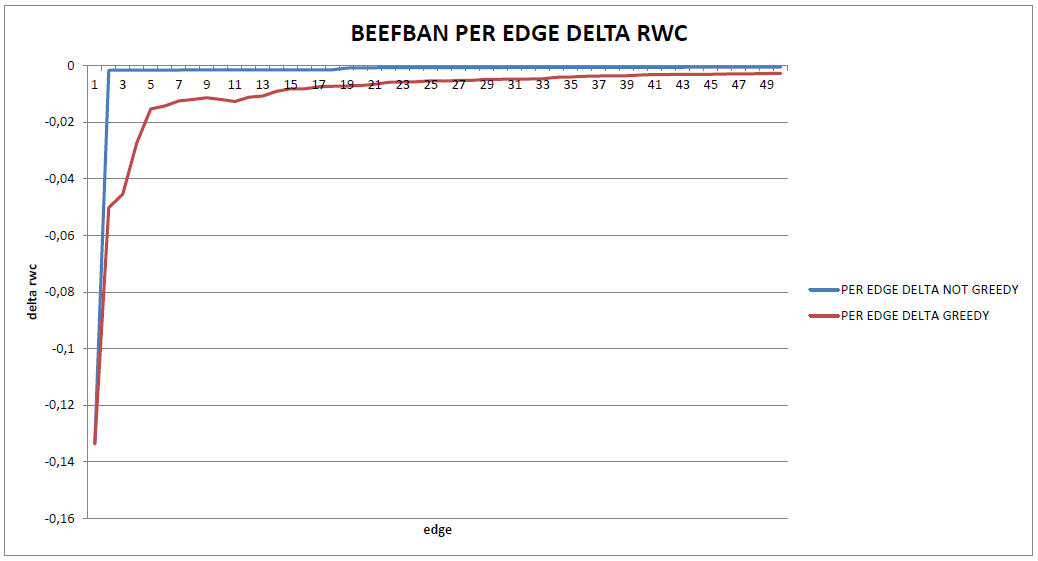 BEEFBAN PER EDGE DELTA RWC
0
1 3 5 7 9 11 13 15 17 19 21 23 25 27 29 31 33 35 37 39 41 43 45 47 49
-0,02
-0,04
-0,06
-0,08
-0,1
-0,12
-0,14
-0,16
delta rwc
edge
PER EDGE DELTA NOT GREEDY
PER EDGE DELTA GREEDY